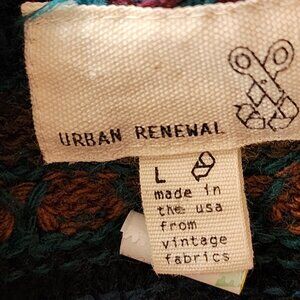 URBAN RENEWAL
L
made in
the usa
from
vintage
fabrics